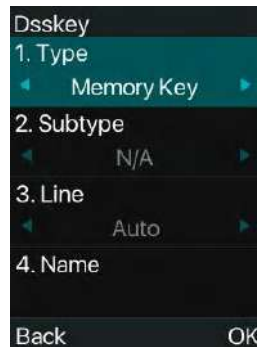 Dsskey
1. Type
Memory Key
2. Subtype
N/A
3. Line
Auto
4. Name
Back OK